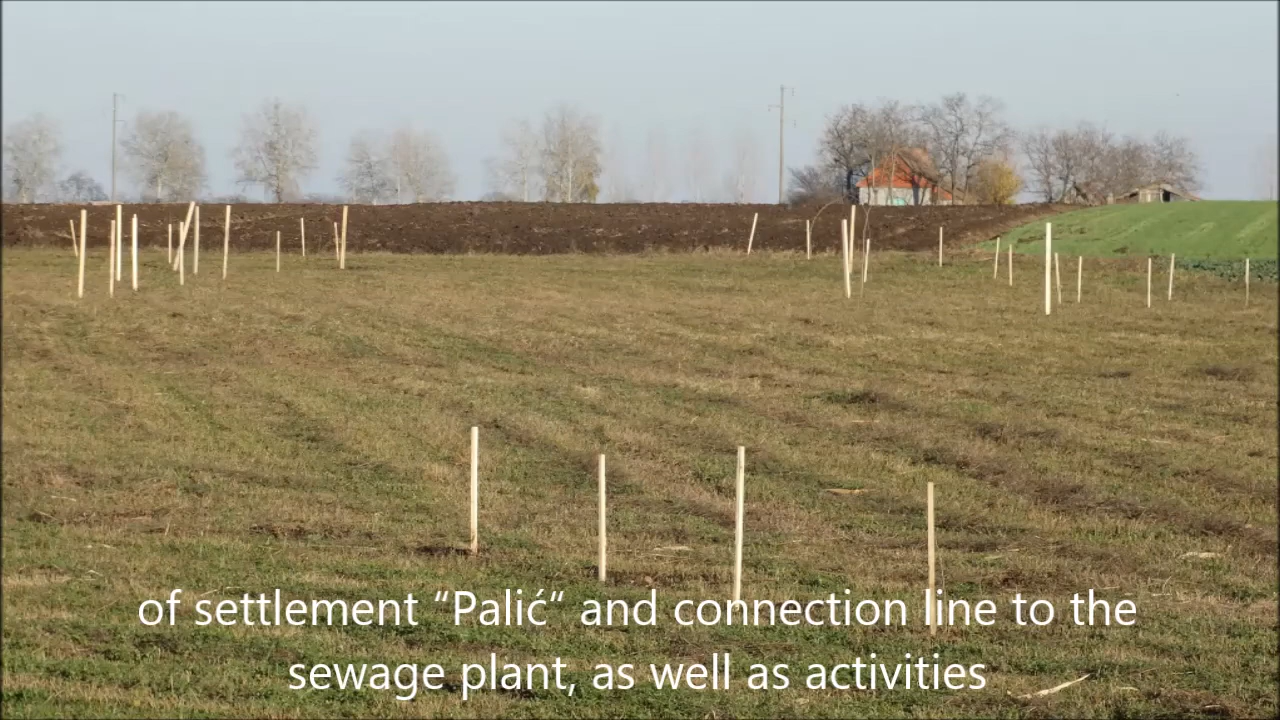 of settlement “Palić“ and connection line to the
sewage plant, as well as activities